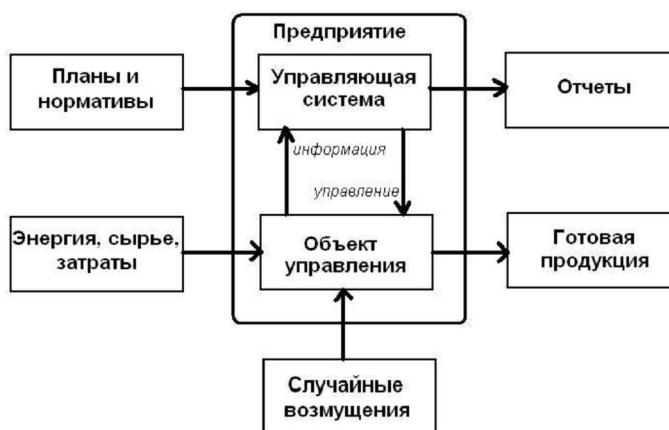 Предприятие
Планы и
нормативы
Управляющая
система
Отчеты
информация
управление
Энергия, сырье,
затраты
Объект
управления
Готовая
продукция
Случайные
возмущения